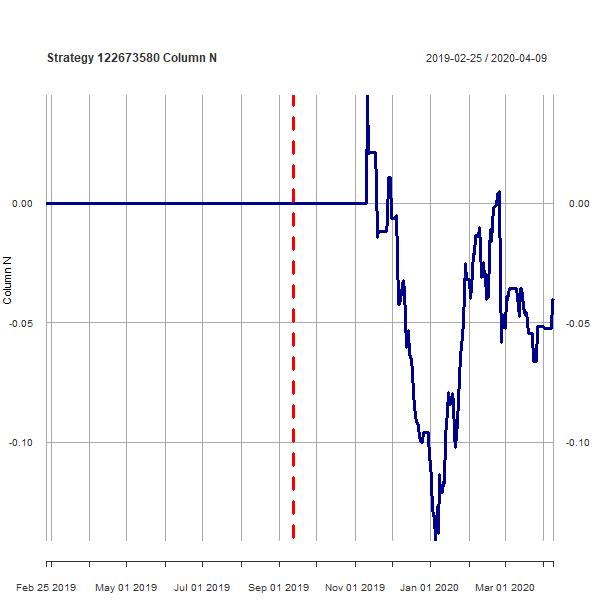 Strategy 122673580 Column N
2019-02-25 / 2020-04-09
0.00
0.00
-0.05
-0.05
-0.10
-0.10
Column N
Feb 25 2019
May 01 2019
Jul 01 2019
Sep 01 2019
Nov 01 2019
Jan 01 2020
Mar 01 2020